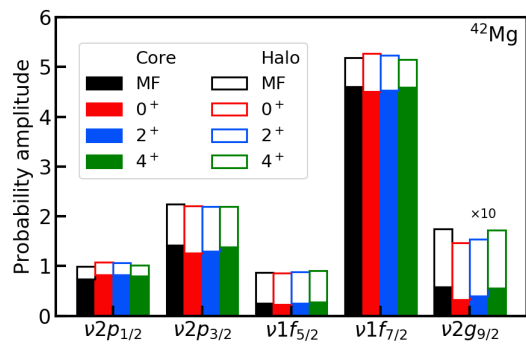 ⁴²Mg
Probability amplitude
6
5
4
3
2
1
0
Core Halo
MF MF
0⁺ 0⁺
2⁺ 2⁺
4⁺ 4⁺
×10
ν2p₁/₂ ν2p₃/₂ ν1f₅/₂ ν1f₇/₂ ν2g₉/₂